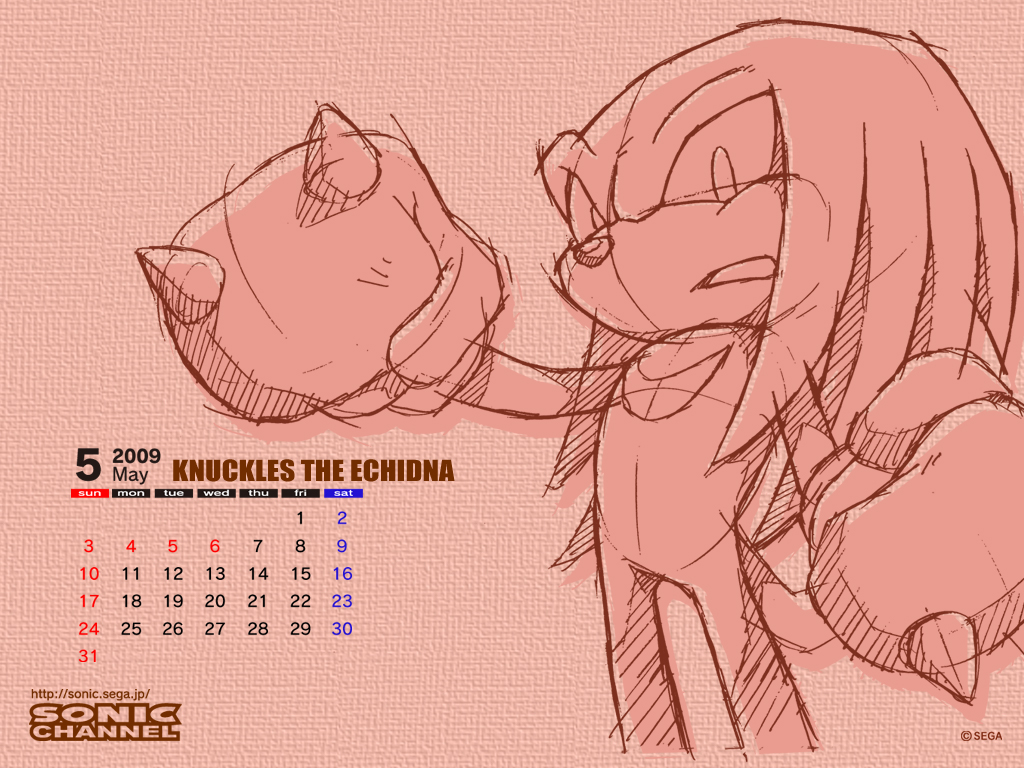 5 2009 May KNUCKLES THE ECHIDNA
sun mon tue wed thu fri sat
1 2
3 4 5 6 7 8 9
10 11 12 13 14 15 16
17 18 19 20 21 22 23
24 25 26 27 28 29 30
31
http://sonic.sega.jp/
SONIC
CHANNEL
©SEGA